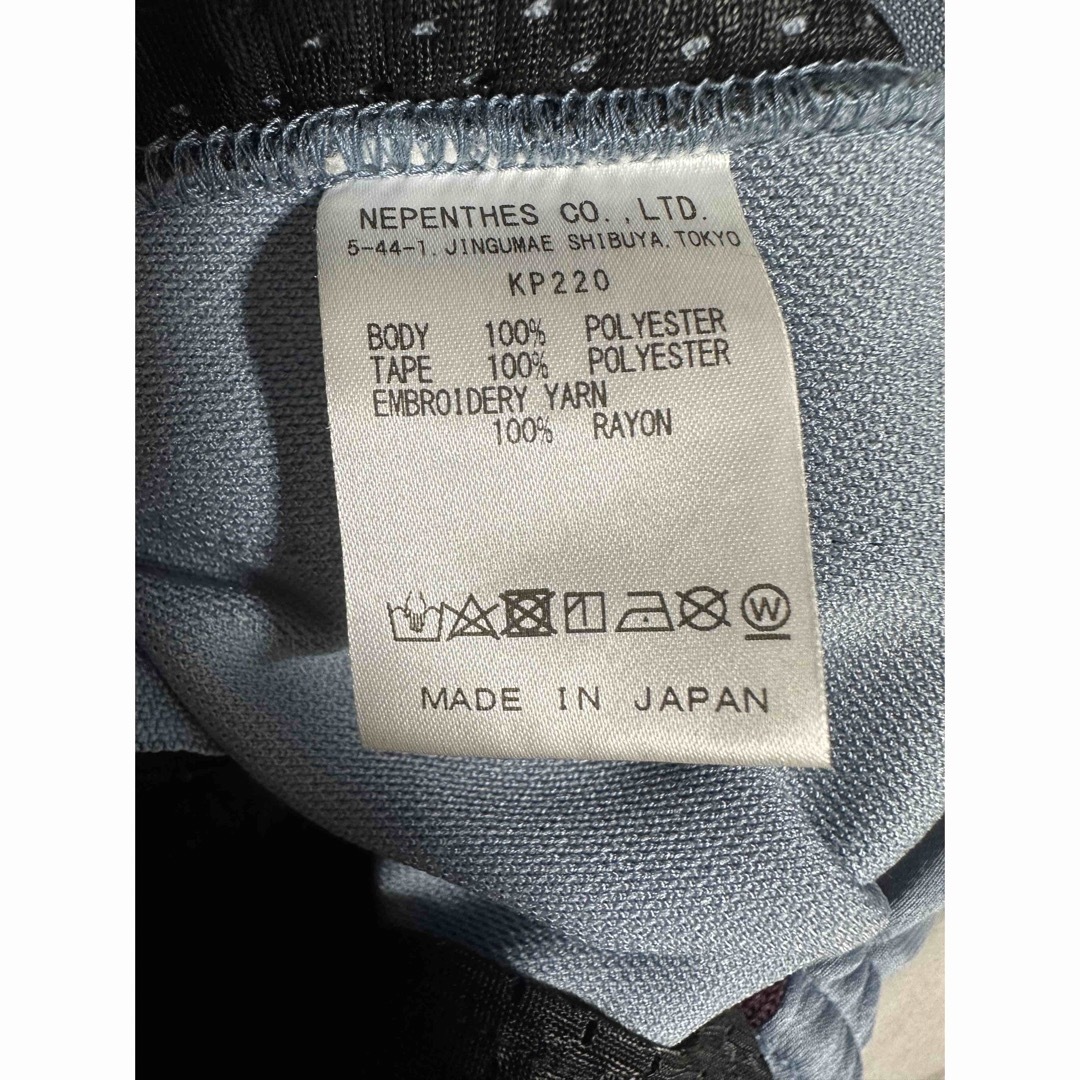 NEPENTHES CO.,LTD.
5-44-1.JINGUMAE SHIBUYA.TOKYO
KP220
BODY 100% POLYESTER
TAPE 100% POLYESTER
EMBROIDERY YARN
100% RAYON
W
MADE IN JAPAN